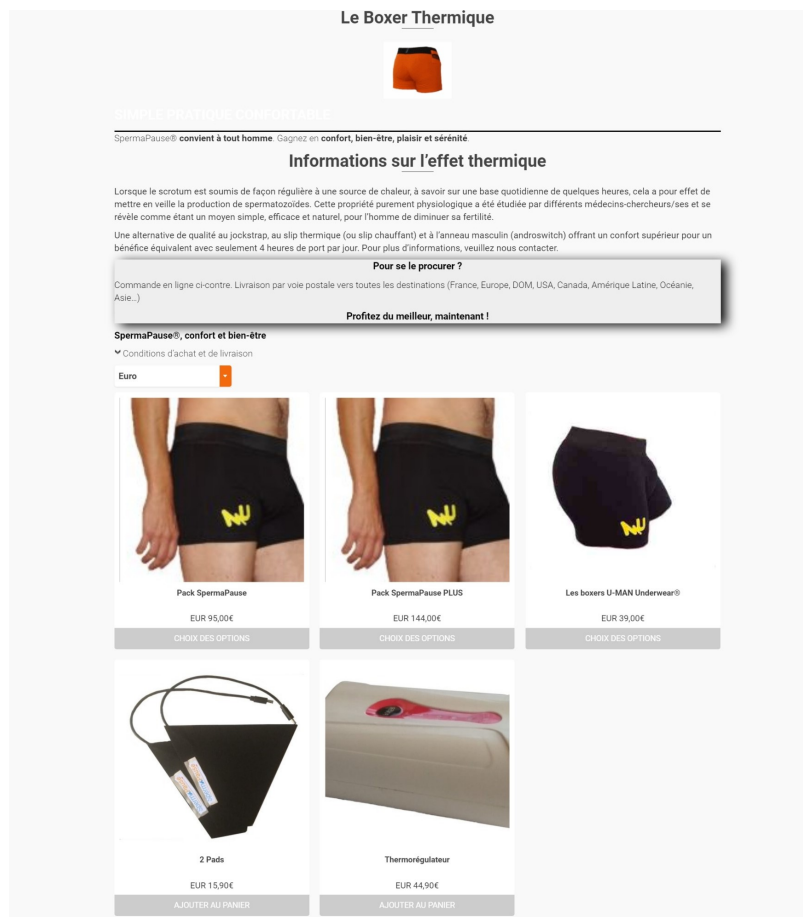 Le Boxer Thermique
SIMPLE PRATIQUE CONFORTABLE
SpermaPause® convient à tout homme. Gagnez en confort, bien-être, plaisir et sérénité.
Informations sur l'effet thermique
Lorsque le scrotum est soumis de façon régulière à une source de chaleur, à savoir sur une base quotidienne de quelques heures, cela a pour effet de
mettre en veille la production de spermatozoïdes. Cette propriété purement physiologique a été étudiée par différents médecins-chercheurs/ses et se
révèle comme étant un moyen simple, efficace et naturel, pour l'homme de diminuer sa fertilité.
Une alternative de qualité au jockstrap, au slip thermique (ou slip chauffant) et à l'anneau masculin (androswitch) offrant un confort supérieur pour un
bénéfice équivalent avec seulement 4 heures de port par jour. Pour plus d'informations, veuillez nous contacter.
Pour se le procurer ?
Commande en ligne ci-contre. Livraison par voie postale vers toutes les destinations (France, Europe, DOM, USA, Canada, Amérique Latine, Océanie,
Asie…)
Profitez du meilleur, maintenant !
SpermaPause®, confort et bien-être
Conditions d'achat et de livraison
Euro
Pack SpermaPause
EUR 95,00€
CHOIX DES OPTIONS
Pack SpermaPause PLUS
EUR 144,00€
CHOIX DES OPTIONS
Les boxers U-MAN Underwear®
EUR 39,00€
CHOIX DES OPTIONS
2 Pads
EUR 15,90€
AJOUTER AU PANIER
Thermorégulateur
EUR 44,90€
AJOUTER AU PANIER